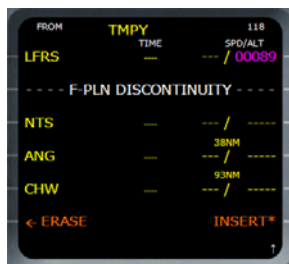 FROM TMPY 118
TIME SPD/ALT
LFRS ---- ---/ 00089
---- F-PLN DISCONTINUITY ----
NTS ---- ---/ -----
38NM
ANG ---- ---/ -----
93NM
CHW ---- ---/ -----
← ERASE INSERT*
↑